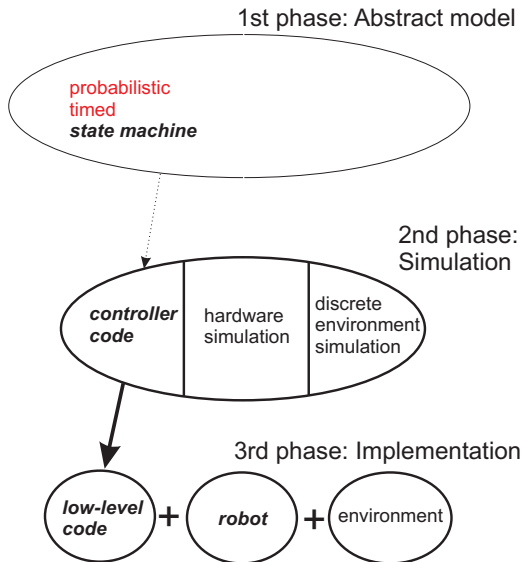 1st phase: Abstract model
probabilistic
timed
state machine
2nd phase:
Simulation
controller
code
hardware
simulation
discrete
environment
simulation
3rd phase: Implementation
low-level
code
+
robot
+
environment